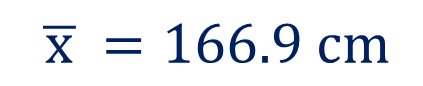 x̅ = 166.9 cm